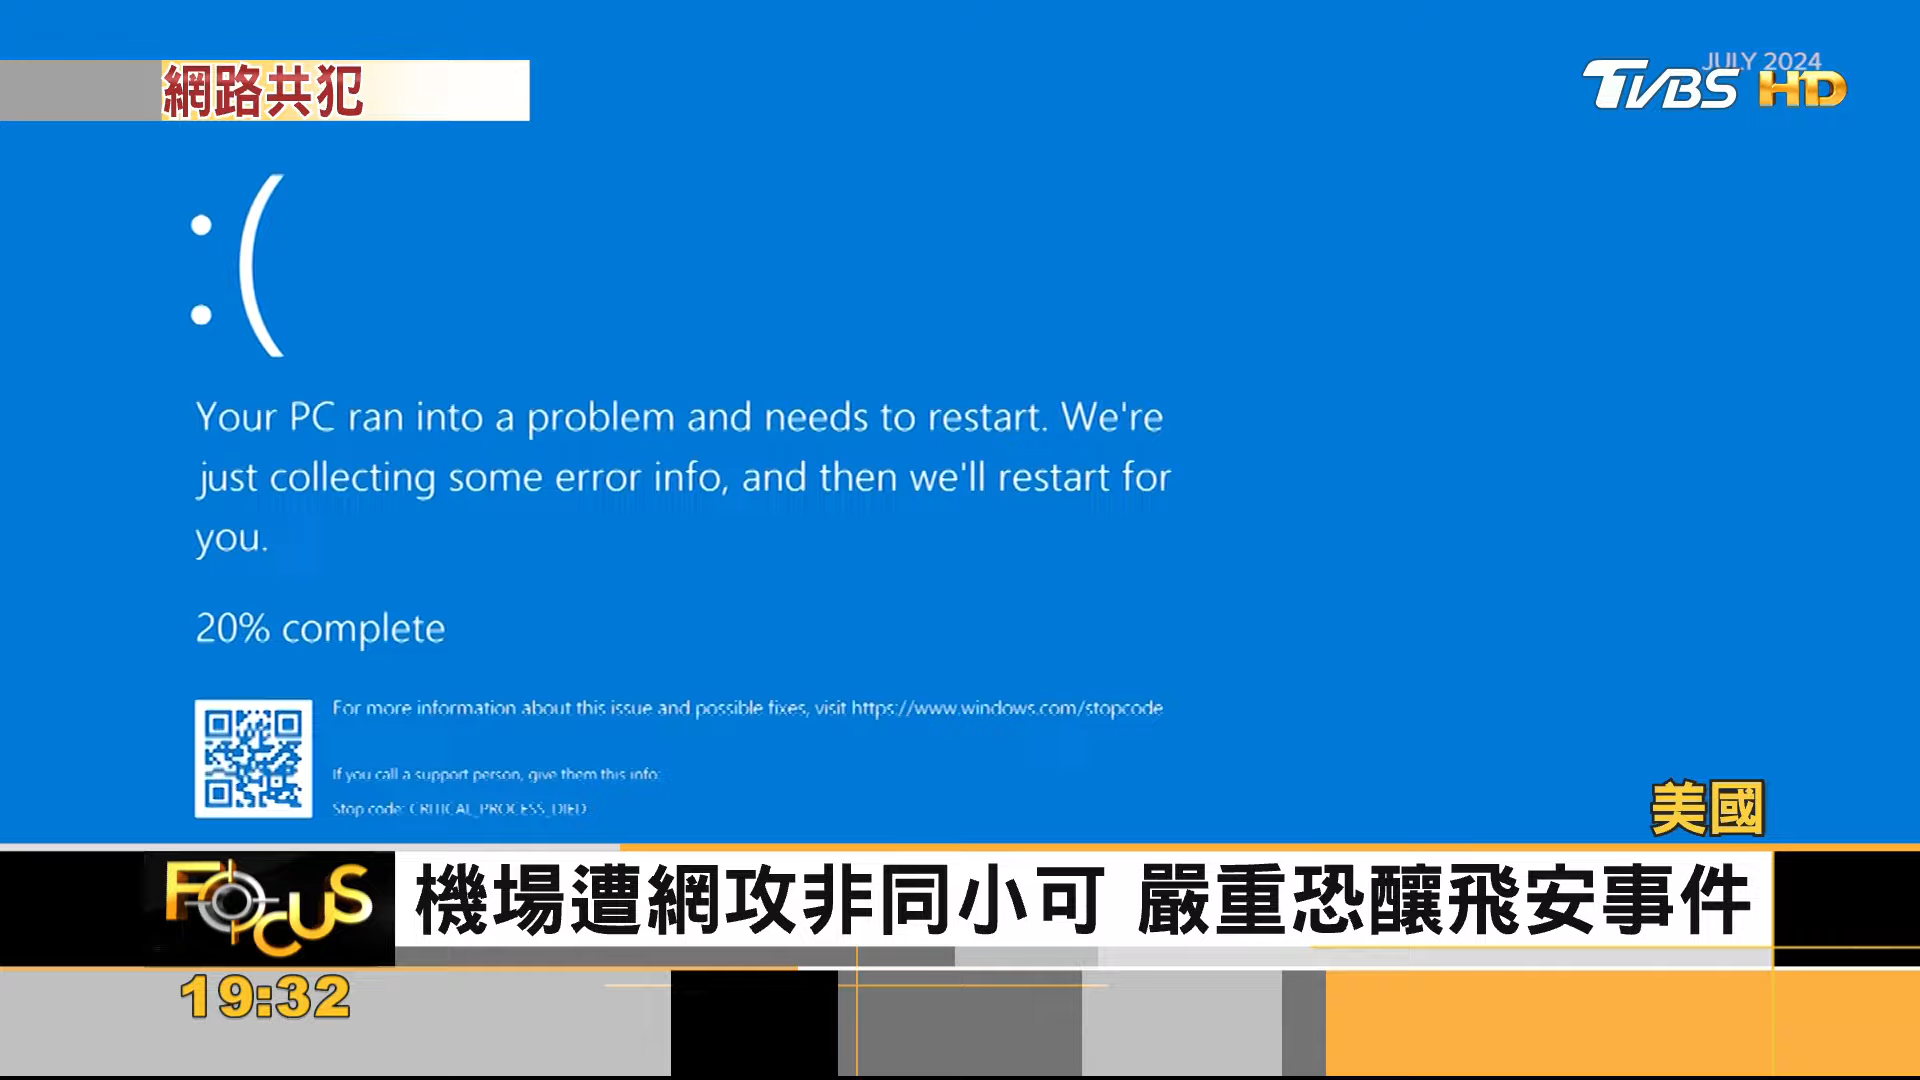 JULY 2024
TVBS HD
網路共犯
:(
Your PC ran into a problem and needs to restart. We're
just collecting some error info, and then we'll restart for
you.
20% complete
For more information about this issue and possible fixes, visit https://www.windows.com/stopcode
If you call a support person, give them this info:
Stop code: CRITICAL_PROCESS_DIED
美國
FOCUS
機場遭網攻非同小可 嚴重恐釀飛安事件
19:32